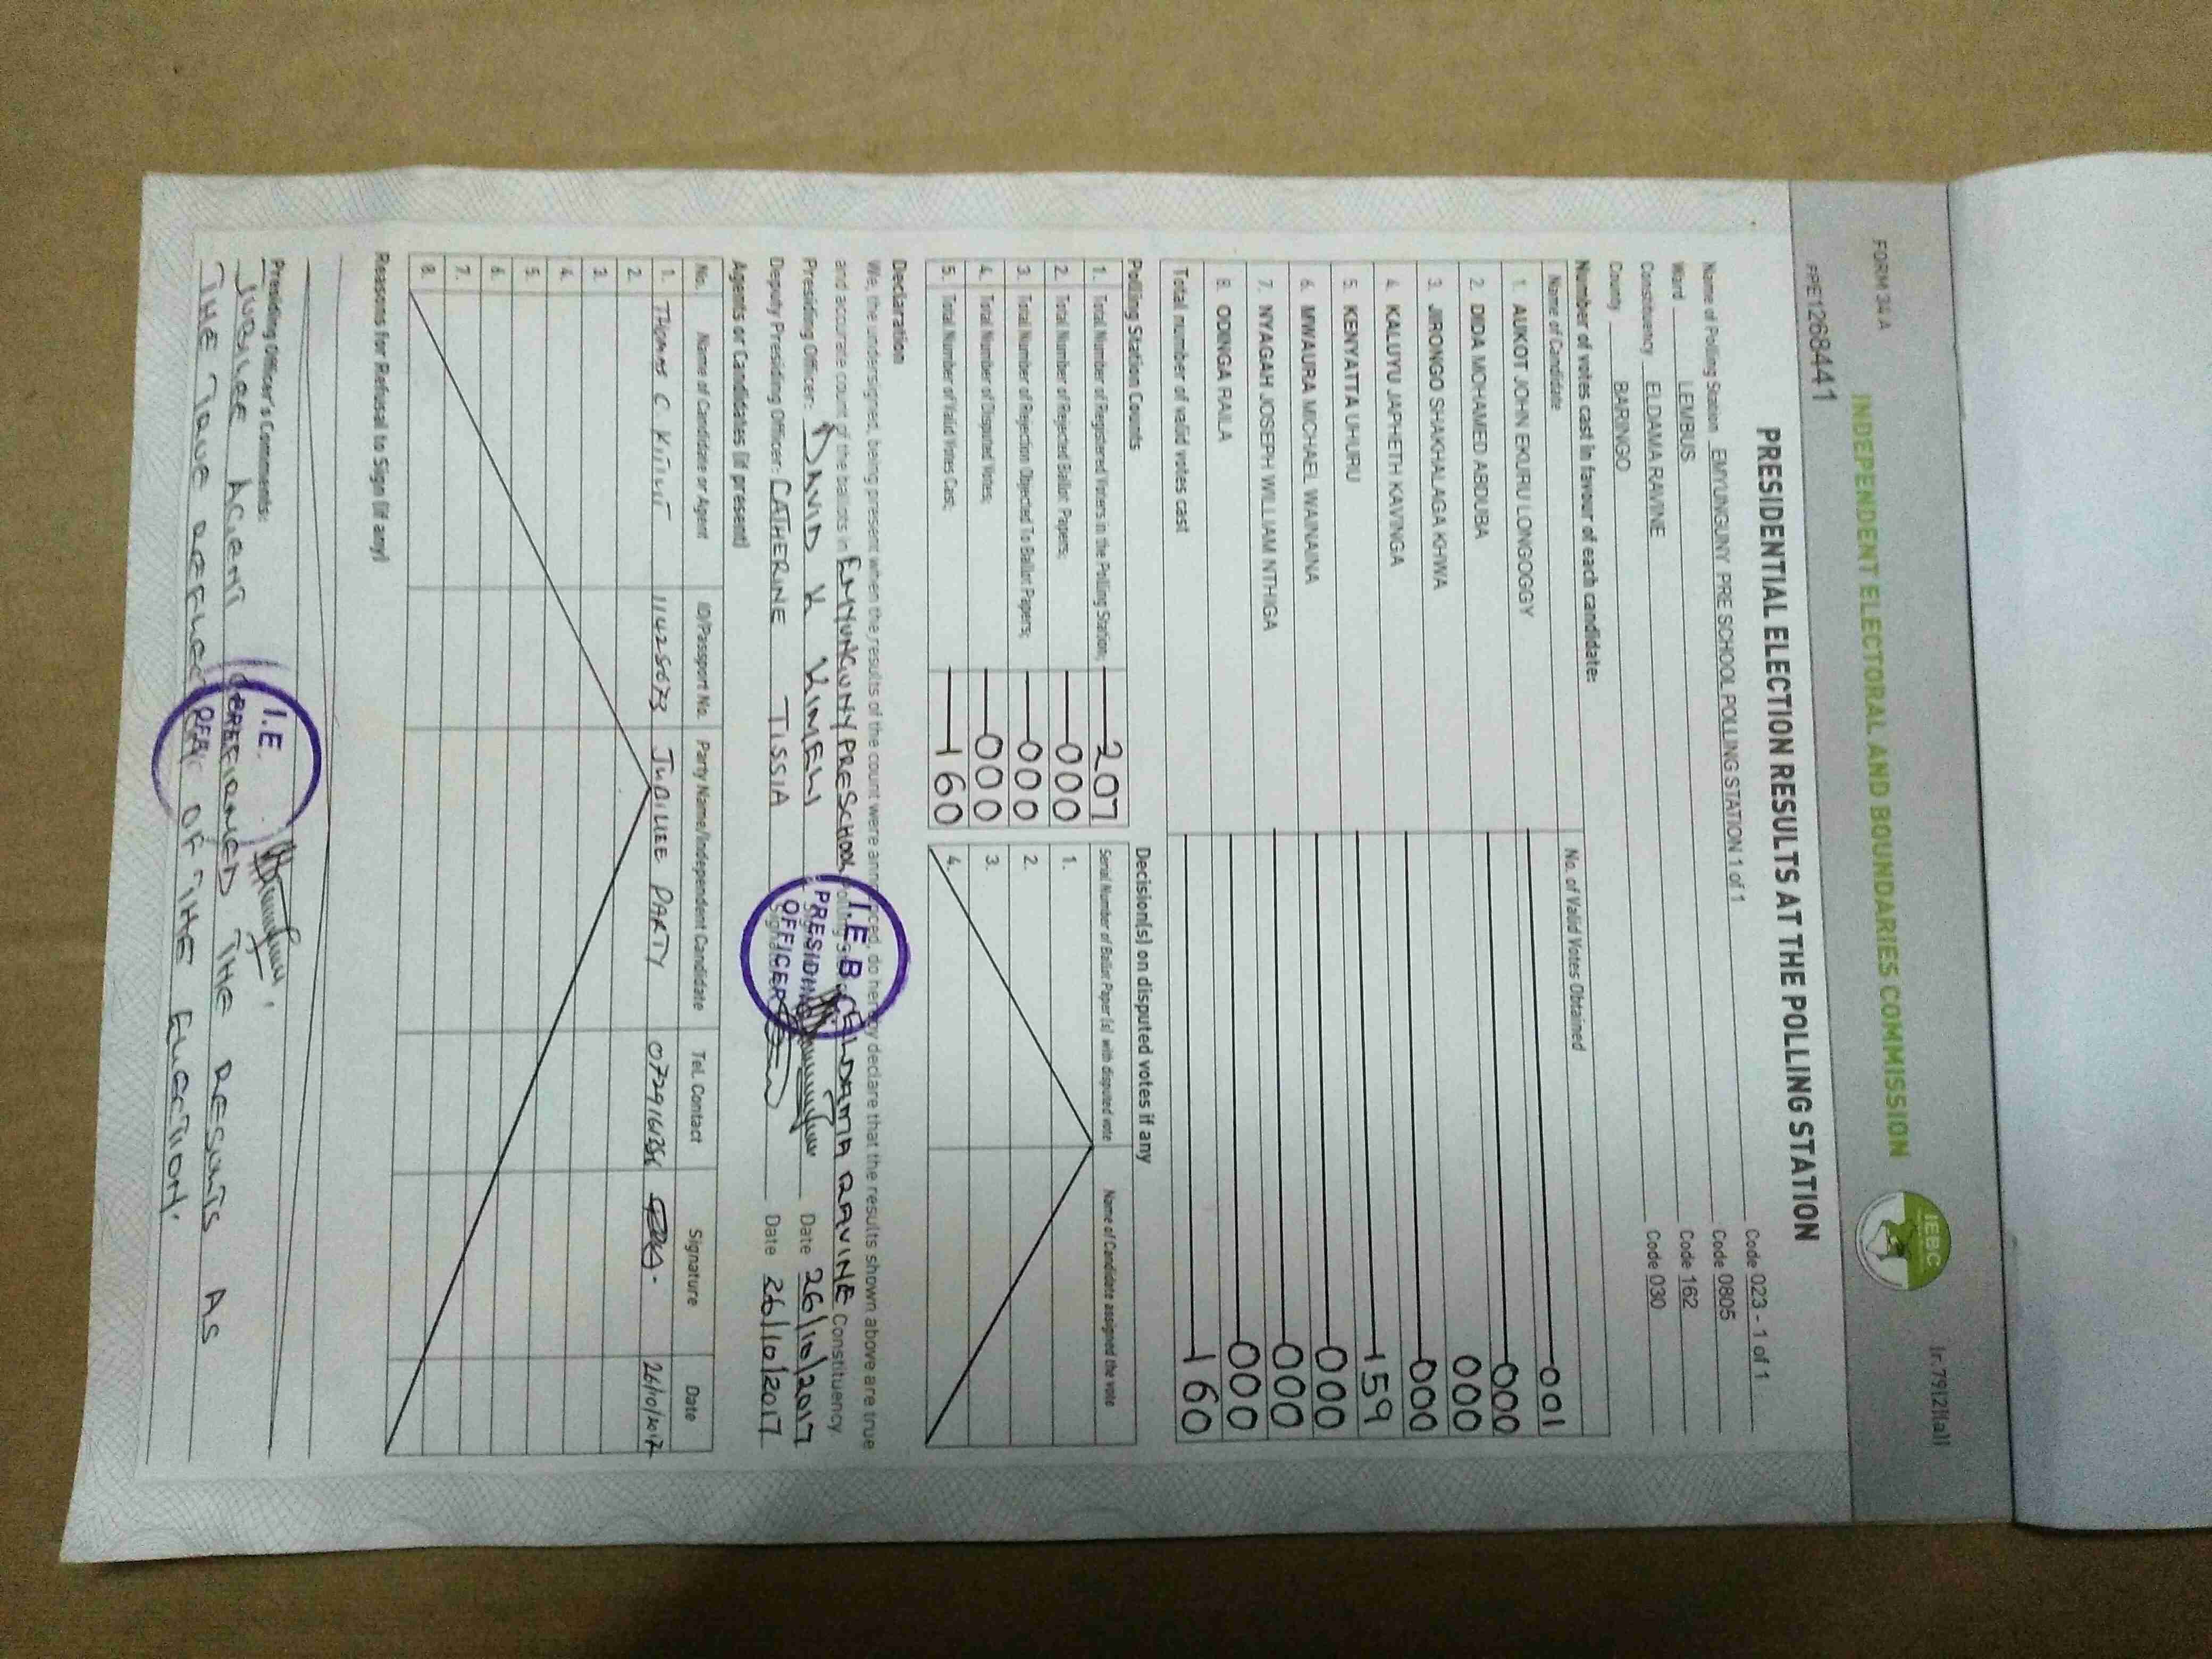 FORM 34 A
Ir.79(2)(a)
INDEPENDENT ELECTORAL AND BOUNDARIES COMMISSION
IEBC
PPE1268441
PRESIDENTIAL ELECTION RESULTS AT THE POLLING STATION
Name of Polling Station EMYUNGUNY PRE SCHOOL POLLING STATION 1 of 1 Code 023 - 1 of 1
Ward LEMBUS Code 0805
Constituency ELDAMA RAVINE Code 162
County BARINGO Code 030
Number of votes cast in favour of each candidate:
Name of Candidate No. of Valid Votes Obtained
1. AUKOT JOHN EKURU LONGOGGY 001
2. DIDA MOHAMED ABDUBA 000
3. JIRONGO SHAKHALAGA KHWA 000
4. KALUYU JAPHETH KAVINGA 000
5. KENYATTA UHURU 159
6. MWAURA MICHAEL WAINAINA 000
7. NYAGAH JOSEPH WILLIAM NTHIGA 000
8. ODINGA RAILA 000
Total number of valid votes cast 160
Polling Station Counts
1. Total Number of Registered Voters in the Polling Station; 207
2. Total Number of Rejected Ballot Papers; 000
3. Total Number of Rejection Objected To Ballot Papers; 000
4. Total Number of Disputed Votes; 000
5. Total Number of Valid Votes Cast; 160
Decision(s) on disputed votes if any
Serial Number of Ballot Paper (s) with disputed vote Name of Candidate assigned the vote
1.
2.
3.
4.
Declaration
We, the undersigned, being present when the results of the count were announced, do hereby declare that the results shown above are true
and accurate count of the ballots in EMYUNGUNY PRE SCHOOL Polling ELDAMA RAVINE Constituency.
Presiding Officer: DAVID K KIMELI Date 26/10/2017
Deputy Presiding Officer: CATHERINE TISSIA Date 26/10/2017
I.E.B.C
PRESIDING
OFFICER
Agents or Candidates (if present)
No. Name of Candidate or Agent ID/Passport No. Party Name/Independent Candidate Tel. Contact Signature Date
1. THOMAS C 11425073 JUBILEE PARTY 26/10/2017
2.
3.
4.
5.
6.
7.
8.
Reasons for Refusal to Sign (if any)
Presiding Officer's Comments:
I.E.
JUBILEE AGENT THE RESULTS AS
THE TRUE OF THE ELECTION.